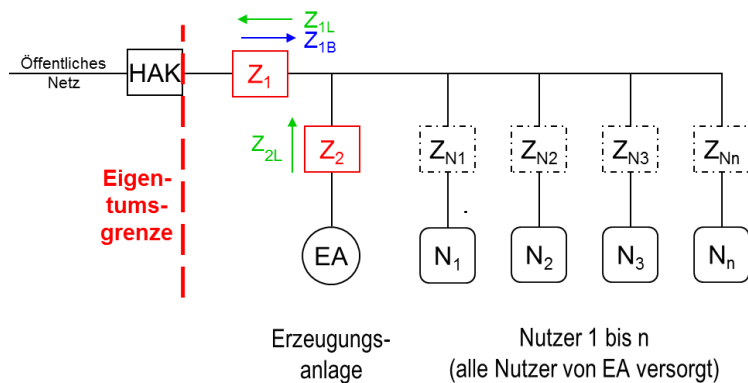 Z1L
Z1B
Öffentliches
Netz
HAK
Z1
Z2L
Z2
ZN1
ZN2
ZN3
ZNn
Eigen-
tums-
grenze
EA
N1
N2
N3
Nn
Erzeugungs-
anlage
Nutzer 1 bis n
(alle Nutzer von EA versorgt)